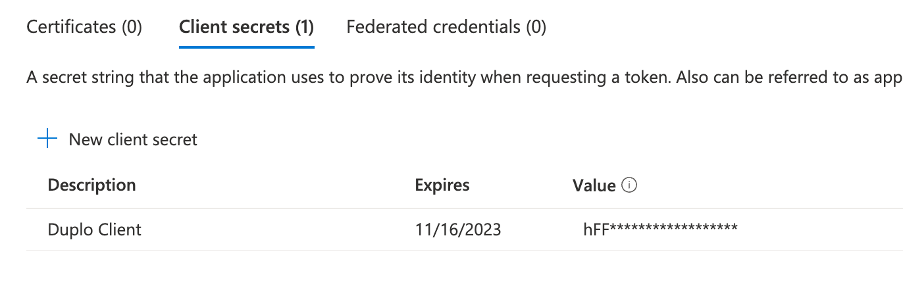 Certificates (0) Client secrets (1) Federated credentials (0)
A secret string that the application uses to prove its identity when requesting a token. Also can be referred to as app
New client secret
Description Expires Value
Duplo Client 11/16/2023 hFF******************